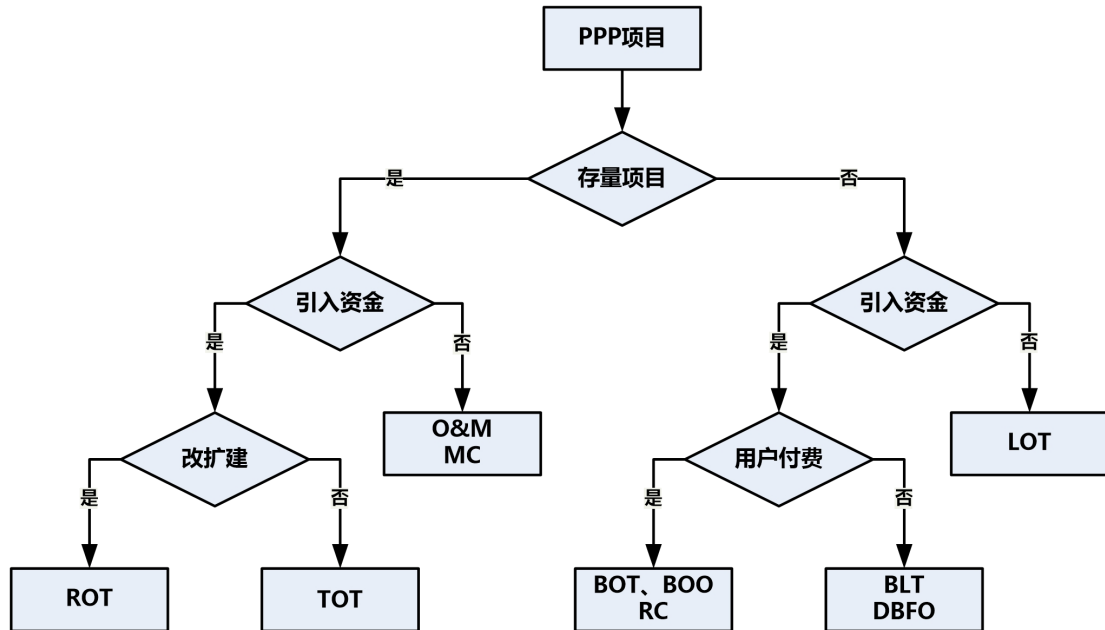 PPP项目
存量项目
是
否
引入资金
引入资金
是
否
是
否
改扩建
O&M
MC
用户付费
LOT
是
否
是
否
ROT
TOT
BOT、BOO
RC
BLT
DBFO